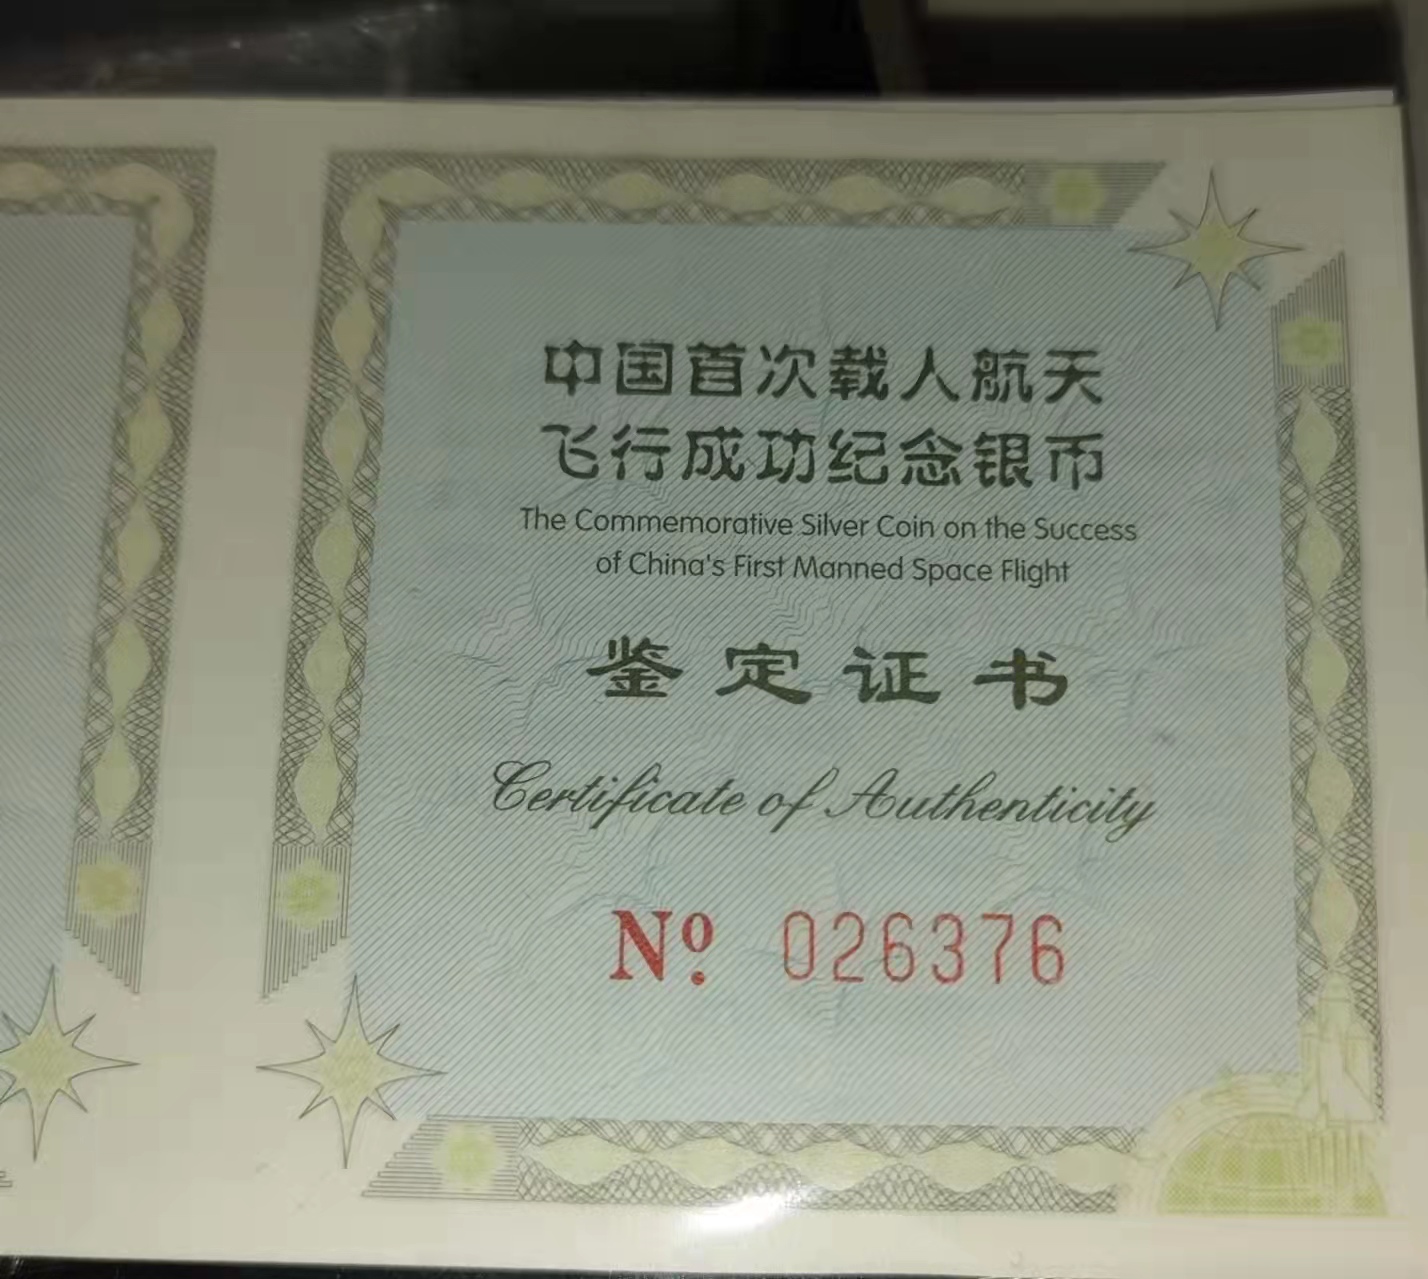 中国首次载人航天
飞行成功纪念银币
The Commemorative Silver Coin on the Success
of China's First Manned Space Flight
鉴定证书
Certificate of Authenticity
Nº. 026376